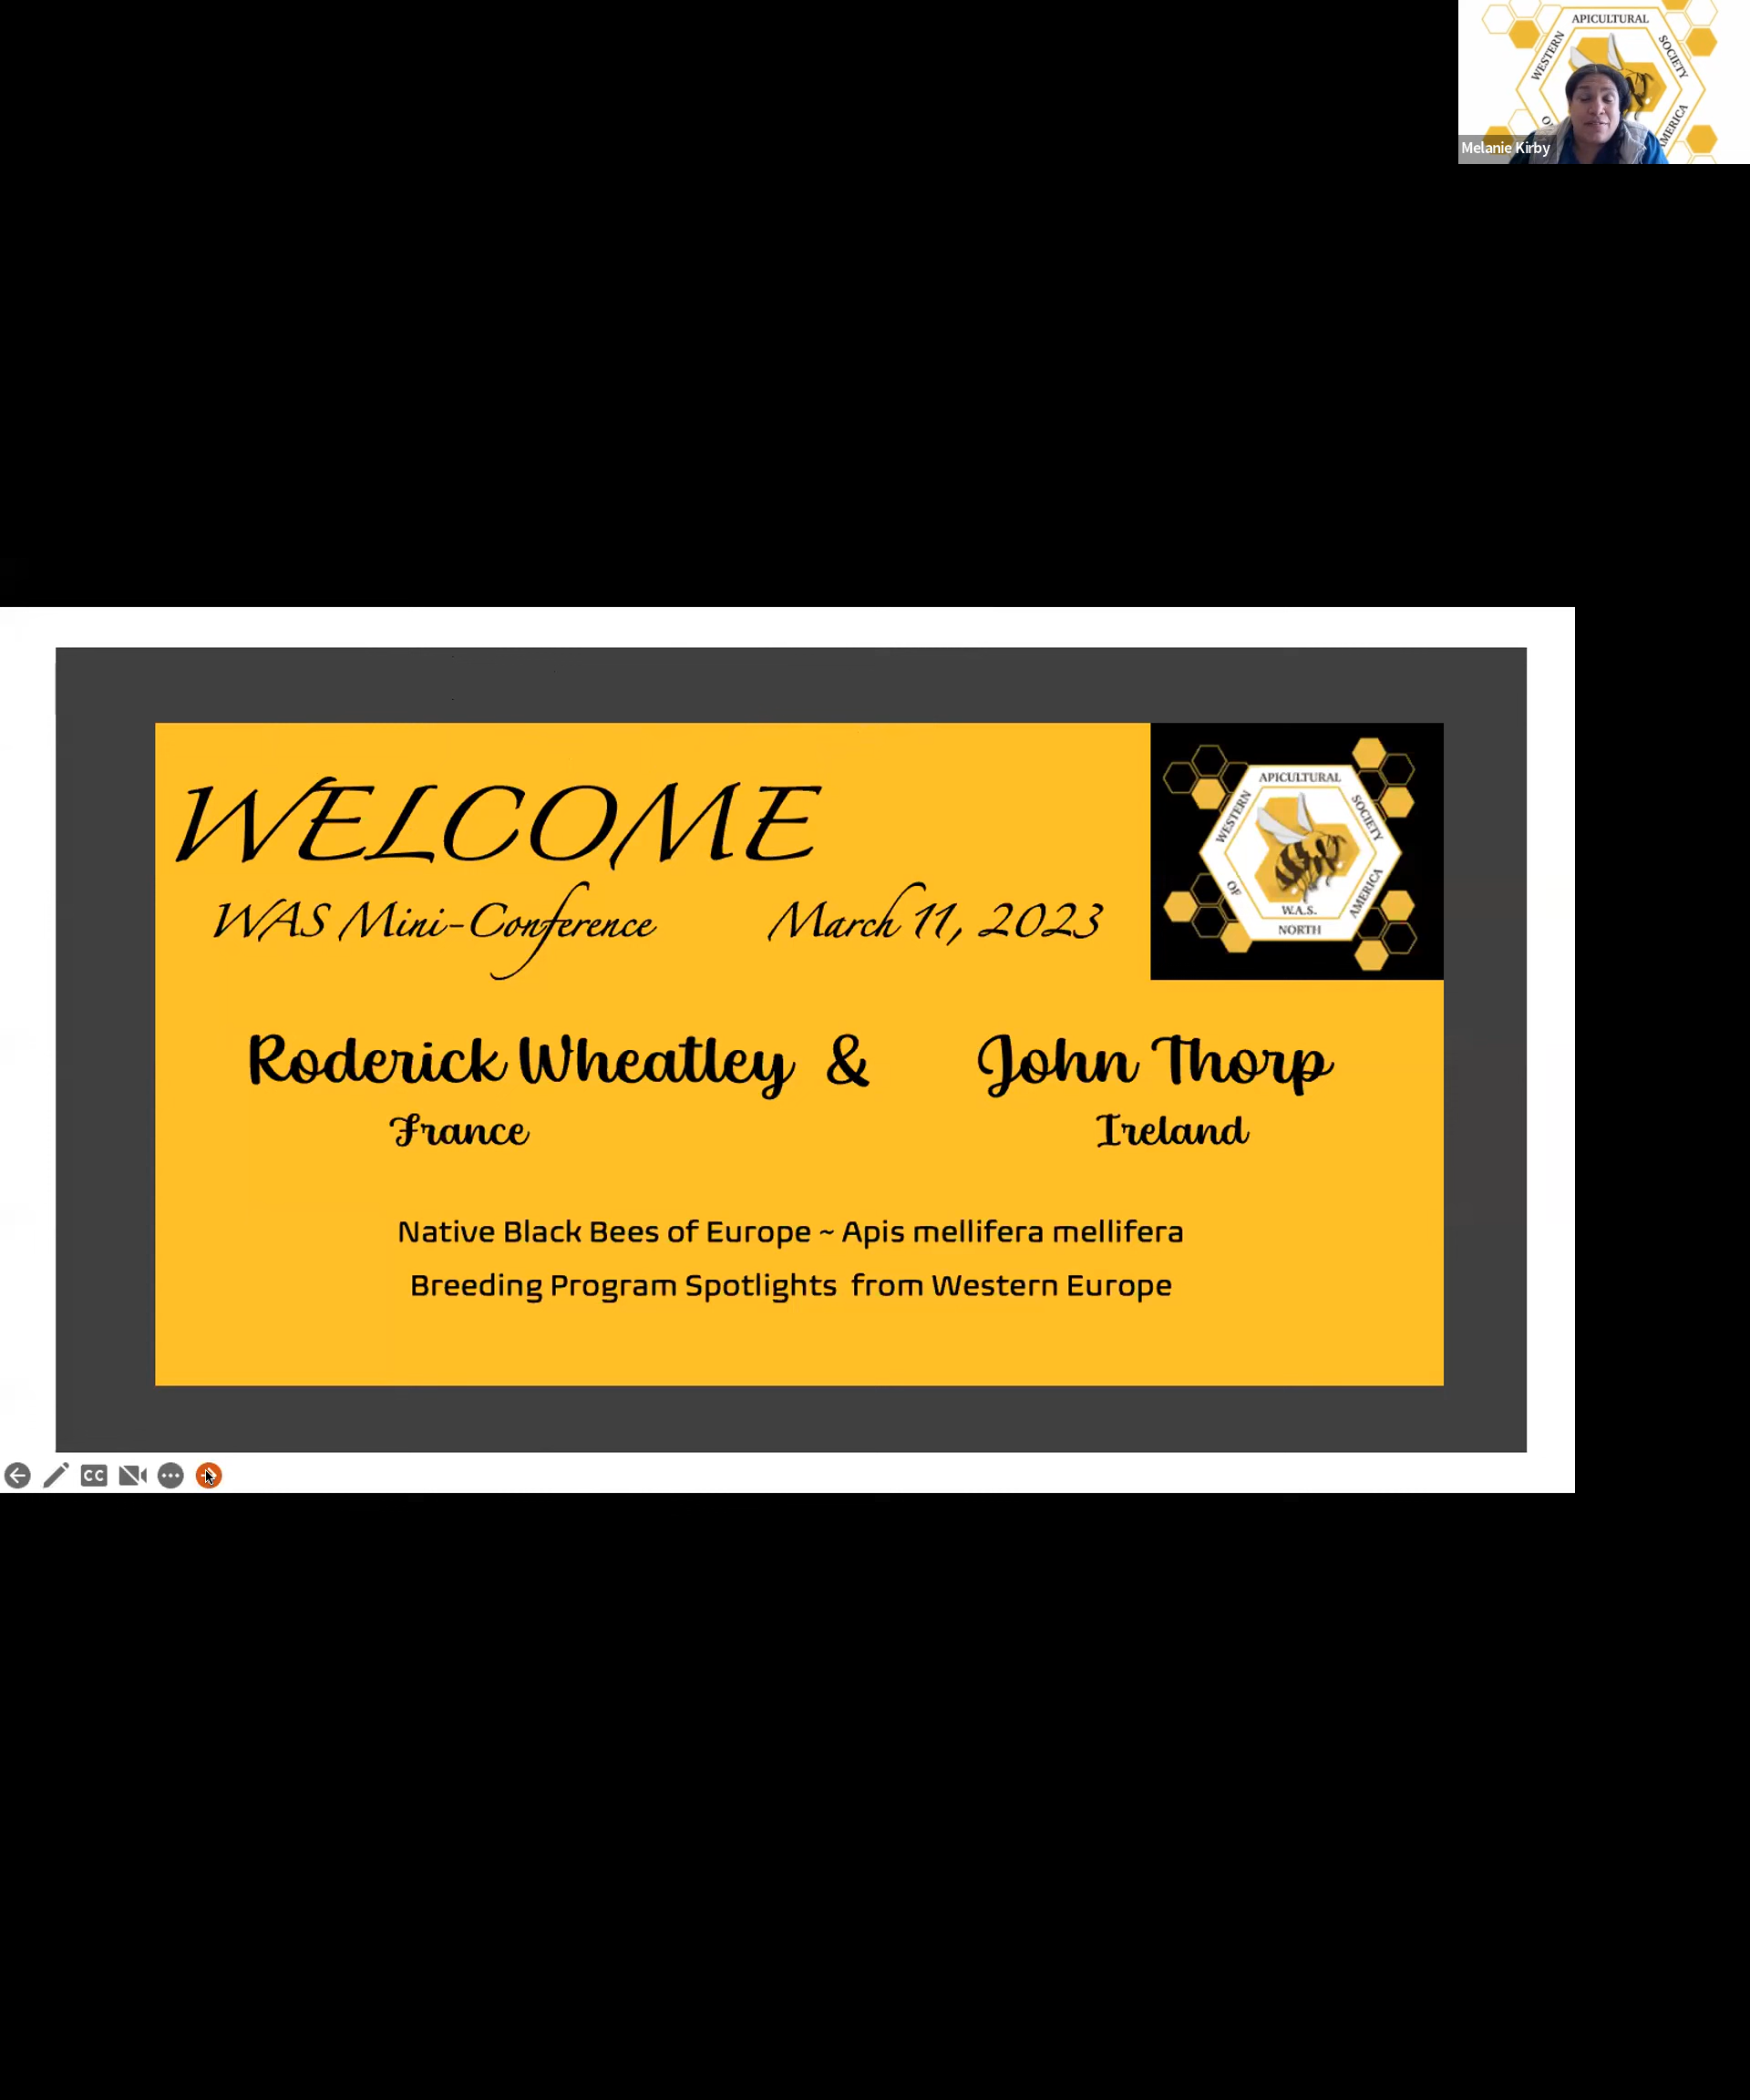 APICULTURAL
WESTERN
SOCIETY
AMERICA
Melanie Kirby
WELCOME
WAS Mini-Conference March 11, 2023
APICULTURAL
WESTERN
SOCIETY
OF
AMERICA
W.A.S.
NORTH
Roderick Wheatley & John Thorp
France Ireland
Native Black Bees of Europe ~ Apis mellifera mellifera
Breeding Program Spotlights from Western Europe
CC